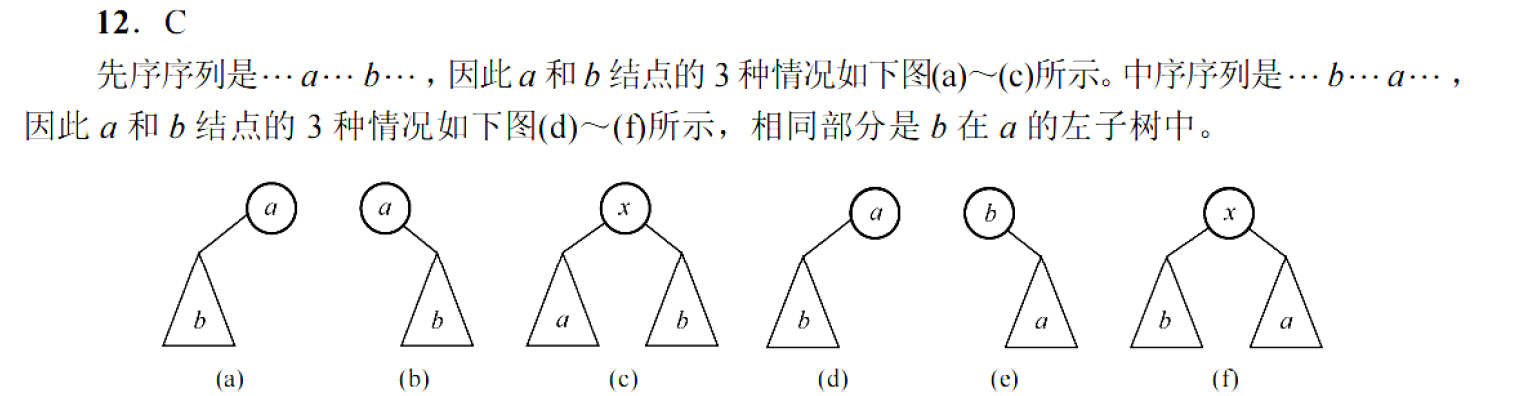 12. C
先序序列是…a…b…，因此 a 和 b 结点的 3 种情况如下图(a)～(c)所示。中序序列是…b…a…，
因此 a 和 b 结点的 3 种情况如下图(d)～(f)所示，相同部分是 b 在 a 的左子树中。
a a x a b x
b b a b b a b a
(a) (b) (c) (d) (e) (f)